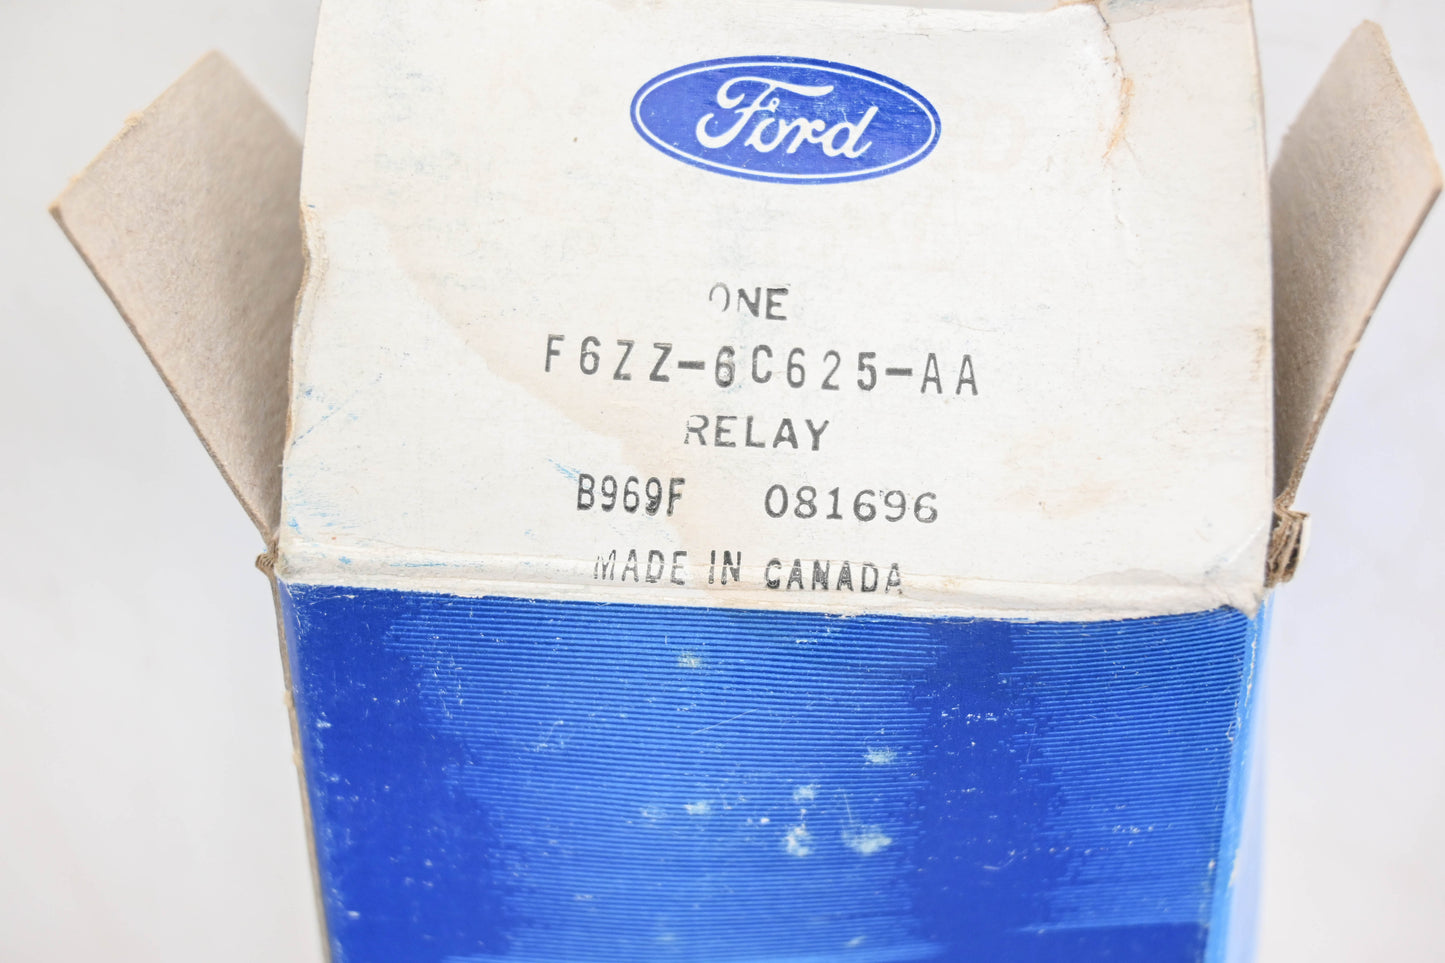 Ford
ONE
F6ZZ-6C625-AA
RELAY
B969F 081696
MADE IN CANADA